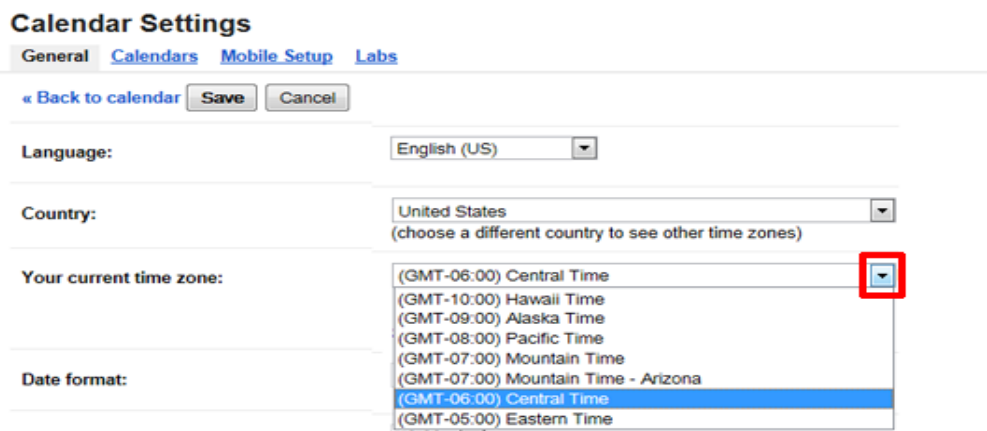 Calendar Settings
General Calendars Mobile Setup Labs
« Back to calendar Save Cancel
Language: English (US)
Country: United States
(choose a different country to see other time zones)
Your current time zone: (GMT-06:00) Central Time
(GMT-10:00) Hawaii Time
(GMT-09:00) Alaska Time
(GMT-08:00) Pacific Time
(GMT-07:00) Mountain Time
(GMT-07:00) Mountain Time - Arizona
Date format:
(GMT-06:00) Central Time
(GMT-05:00) Eastern Time